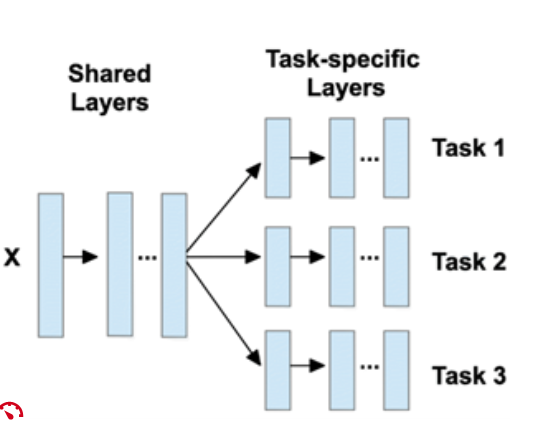 Shared
Layers
Task-specific
Layers
Task 1
X
...
...
Task 2
...
...
Task 3